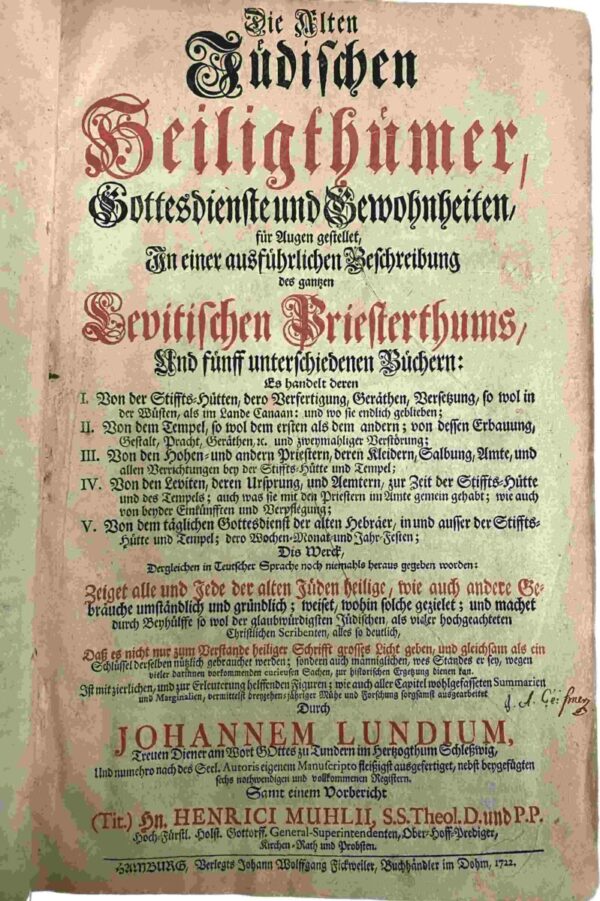 Die Alten
Jüdischen
Heiligthümer,
Gottesdienste und Gewohnheiten,
für Augen gestellet,
In einer ausführlichen Beschreibung
des gantzen
Levitischen Priesterthums,
Und fünff unterschiedenen Büchern:
Es handelt deren
I. Von der Stiffts-Hütten, dero Verfertigung, Geräthen, Versetzung, so wol in
der Wüsten, als im Lande Canaan: und wo sie endlich geblieben;
II. Von dem Tempel, so wol dem ersten als dem andern; von dessen Erbauung,
Gestalt, Pracht, Geräthen, ꝛc. und zweymahliger Verstörung;
III. Von den Hohen- und andern Priestern, deren Kleidern, Salbung, Amte, und
allen Verrichtungen bey der Stiffts-Hütte und Tempel;
IV. Von den Leviten, deren Ursprung, und Aemtern, zur Zeit der Stiffts-Hütte
und des Tempels; auch was sie mit den Priestern im Amte gemein gehabt; wie auch
von beyder Einkünfften und Verpflegung;
V. Von dem täglichen Gottesdienst der alten Hebräer, in und ausser der Stiffts-
Hütte und Tempel; dero Wochen-Monat-und Jahr-Festen;
Dis Werck,
Dergleichen in Teutscher Sprache noch niemahls heraus gegeben worden:
Zeiget alle und Jede der alten Jüden heilige, wie auch andere Ge-
bräuche umständlich und gründlich; weiset, wohin solche gezielet; und machet
durch Beyhülffe so wol der glaubwürdigsten Jüdischen, als vieler hochgeachteten
Christlichen Scribenten, alles so deutlich,
Daß es nicht nur zum Verstande heiliger Schrifft grosses Licht geben, und gleichsam als ein
Schlüssel derselben nützlich gebrauchet werden; sondern auch männiglichen, wes Standes er sey, wegen
vieler darinnen vorkommenden curieusen Sachen, zur historischen Ergetzung dienen kan.
Ist mit zierlichen, und zur Erleuterung helffenden Figuren; wie auch aller Capitel wohlgefasseten Summarien
und Marginalien, vermittelst dreyzehen-jähriger Mühe und Forschung sorgsamst ausgearbeitet
Durch
JOHANNEM LUNDIUM,
Treuen Diener am Wort GOttes zu Tundern im Hertzogthum Schleßwig,
Und numehro nach des Seel. Autoris eigenem Manuscripto fleißigst ausgefertiget, nebst beygefügten
sechs nothwendigen und vollkommenen Registern.
Samt einem Vorbericht
(Tit.) Hn. HENRICI MUHLII, S.S. Theol. D. und P.P.
Hoch-Fürstl. Holst. Gottorff. General-Superintendenten, Ober-Hoff-Prediger,
Kirchen-Rath und Probsten.
HAMBURG, Verlegts Johann Wolffgang Fickweiler, Buchhändler im Dohm, 1722.